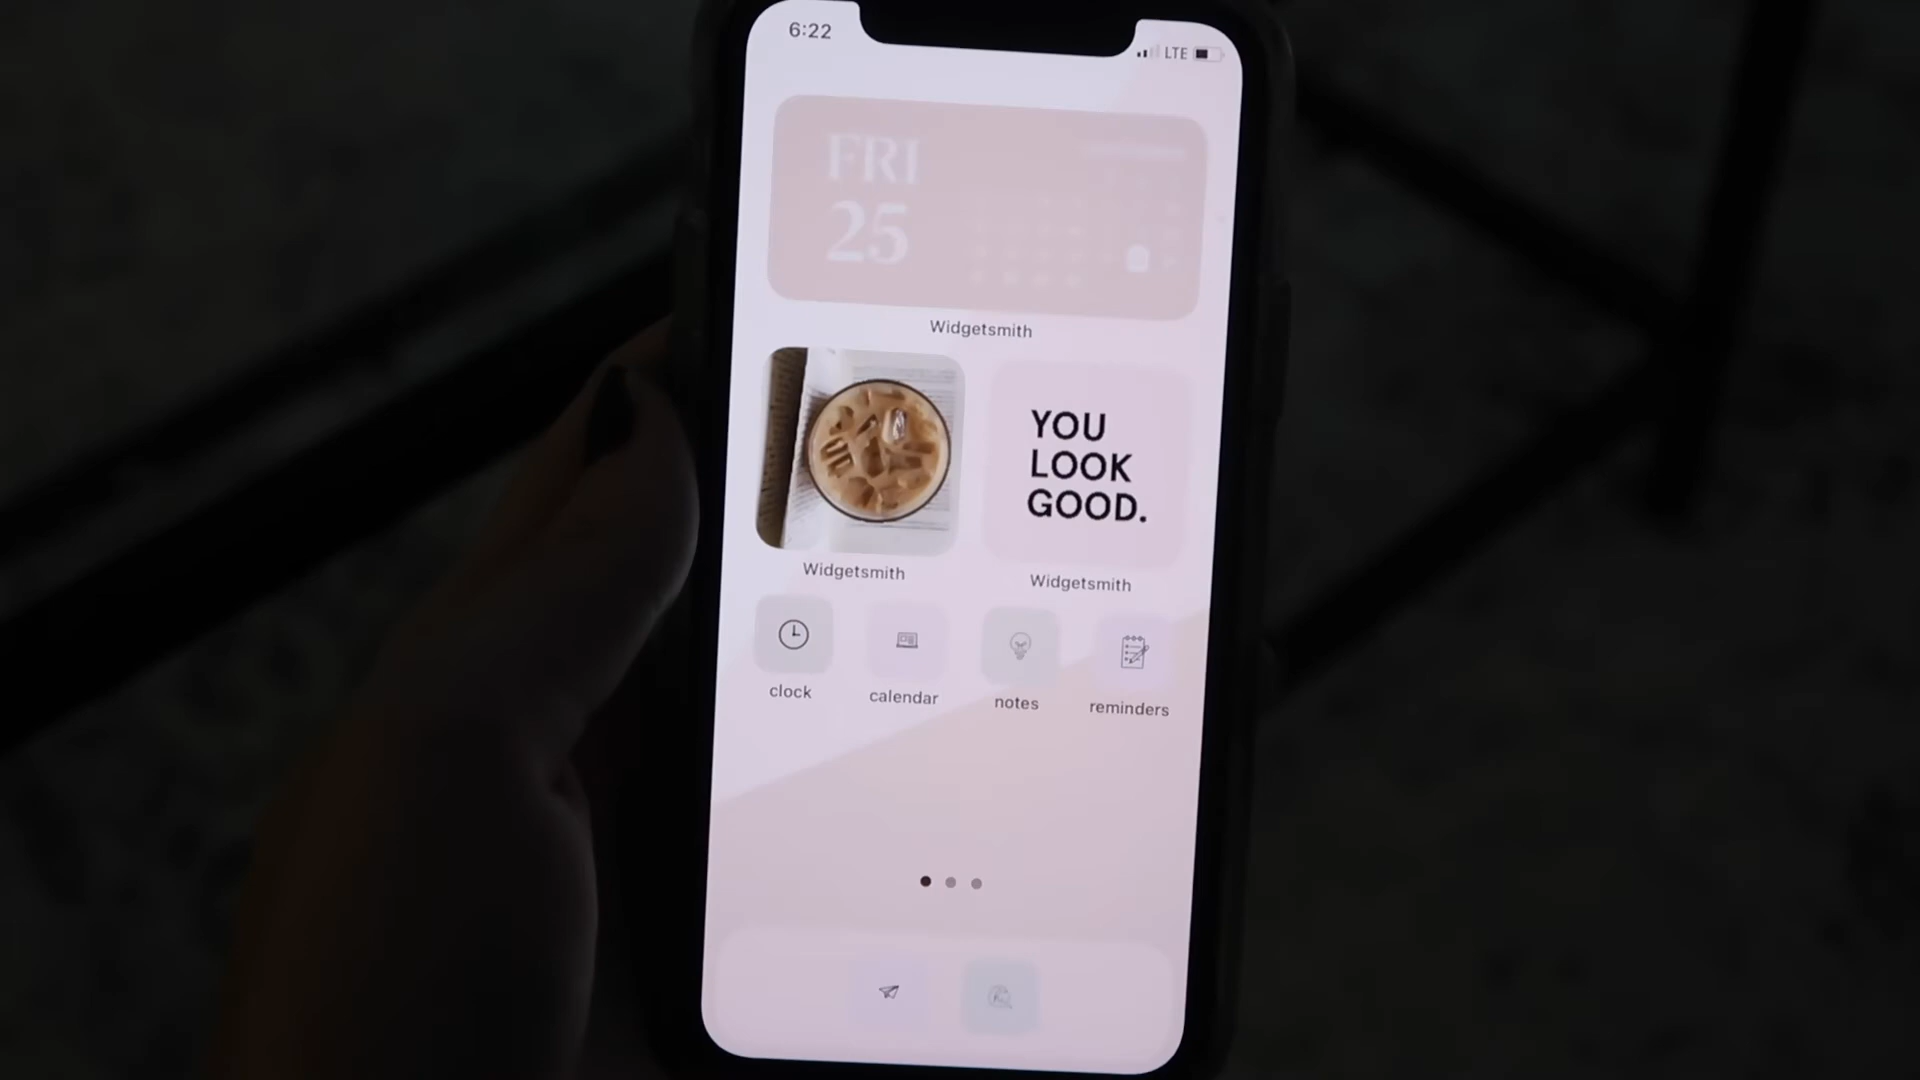 6:22
LTE
FRI
25
Widgetsmith
YOU
LOOK
GOOD.
Widgetsmith
Widgetsmith
clock
calendar
notes
reminders